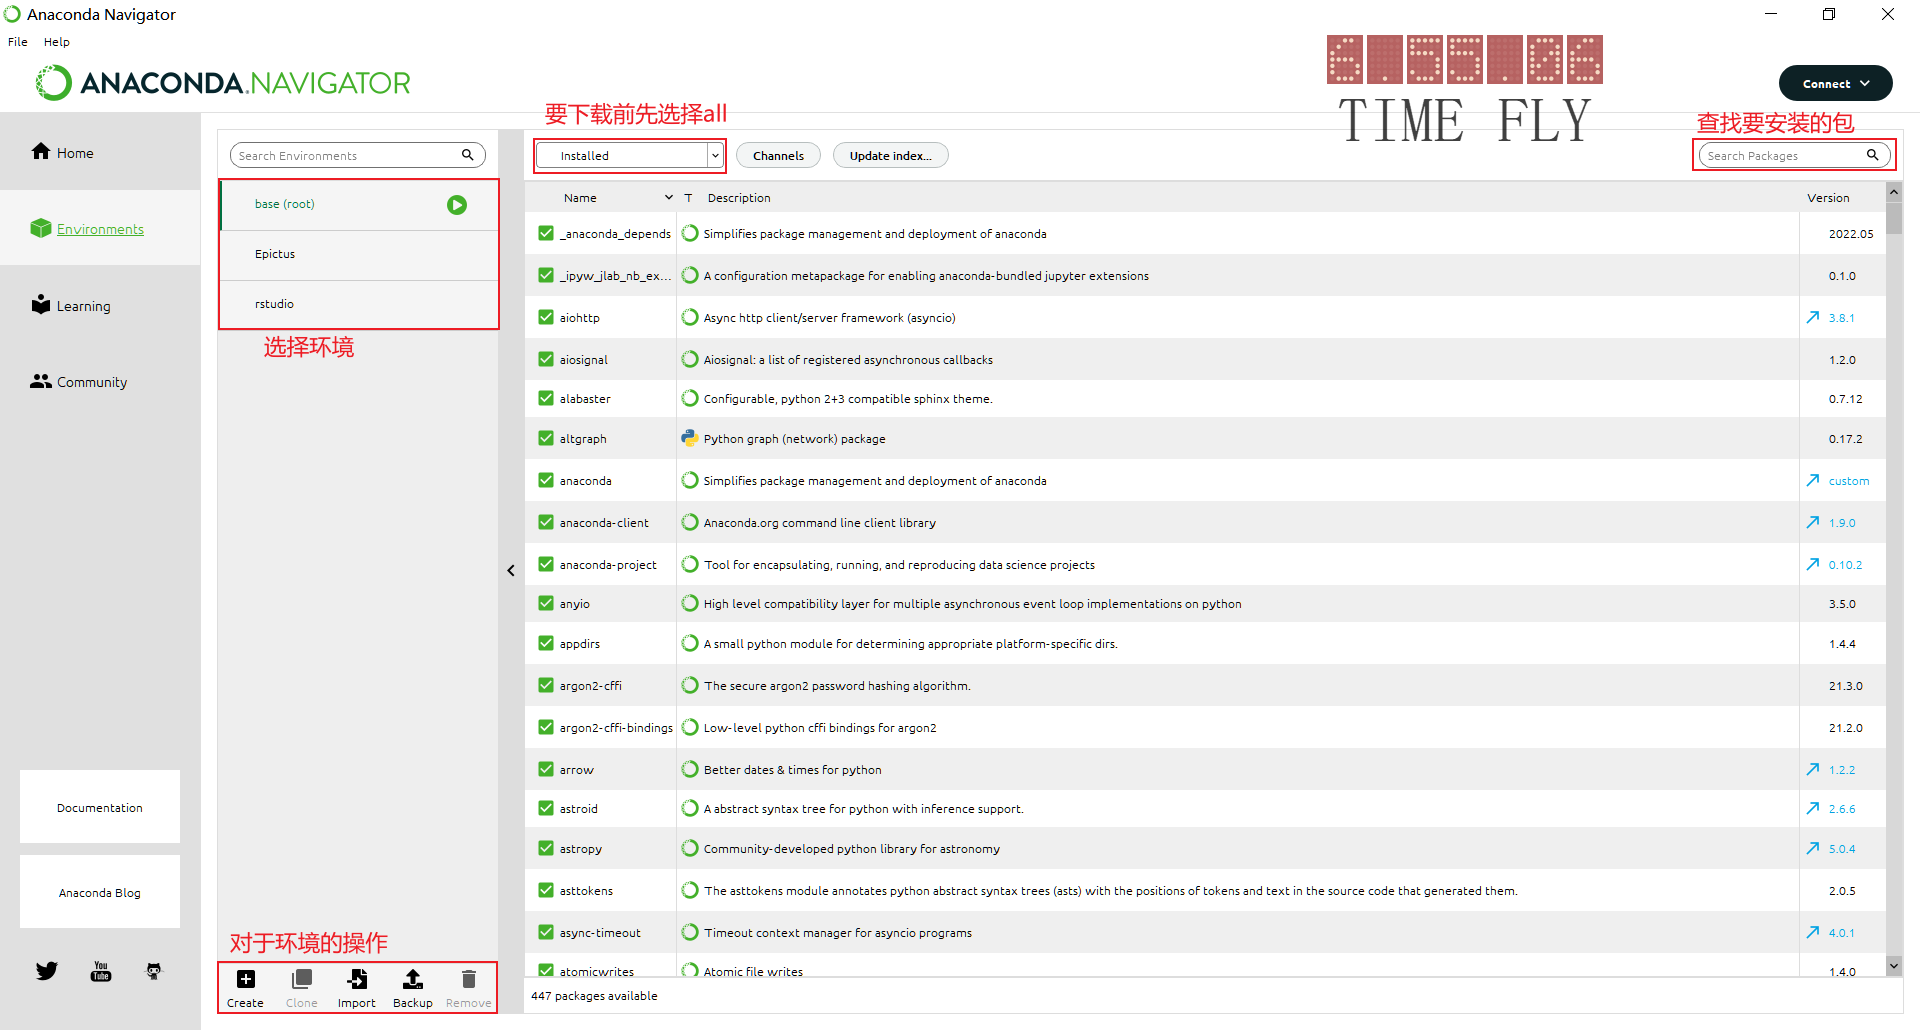 Anaconda Navigator
File Help
ANACONDA.NAVIGATOR
6.55.06
TIME FLY
Connect
要下载前先选择all
查找要安装的包
Home
Environments
Learning
Community
Documentation
Anaconda Blog
You Tube
Search Environments
base (root)
Epictus
rstudio
选择环境
对于环境的操作
Create Clone Import Backup Remove
Installed Channels Update index... Search Packages
Name T Description Version
_anaconda_depends Simplifies package management and deployment of anaconda 2022.05
_ipyw_jlab_nb_ex... A configuration metapackage for enabling anaconda-bundled jupyter extensions 0.1.0
aiohttp Async http client/server framework (asyncio) 3.8.1
aiosignal Aiosignal: a list of registered asynchronous callbacks 1.2.0
alabaster Configurable, python 2+3 compatible sphinx theme. 0.7.12
altgraph Python graph (network) package 0.17.2
anaconda Simplifies package management and deployment of anaconda custom
anaconda-client Anaconda.org command line client library 1.9.0
anaconda-project Tool for encapsulating, running, and reproducing data science projects 0.10.2
anyio High level compatibility layer for multiple asynchronous event loop implementations on python 3.5.0
appdirs A small python module for determining appropriate platform-specific dirs. 1.4.4
argon2-cffi The secure argon2 password hashing algorithm. 21.3.0
argon2-cffi-bindings Low-level python cffi bindings for argon2 21.2.0
arrow Better dates & times for python 1.2.2
astroid A abstract syntax tree for python with inference support. 2.6.6
astropy Community-developed python library for astronomy 5.0.4
asttokens The asttokens module annotates python abstract syntax trees (asts) with the positions of tokens and text in the source code that generated them. 2.0.5
async-timeout Timeout context manager for asyncio programs 4.0.1
atomicwrites Atomic file writes 1.4.0
447 packages available